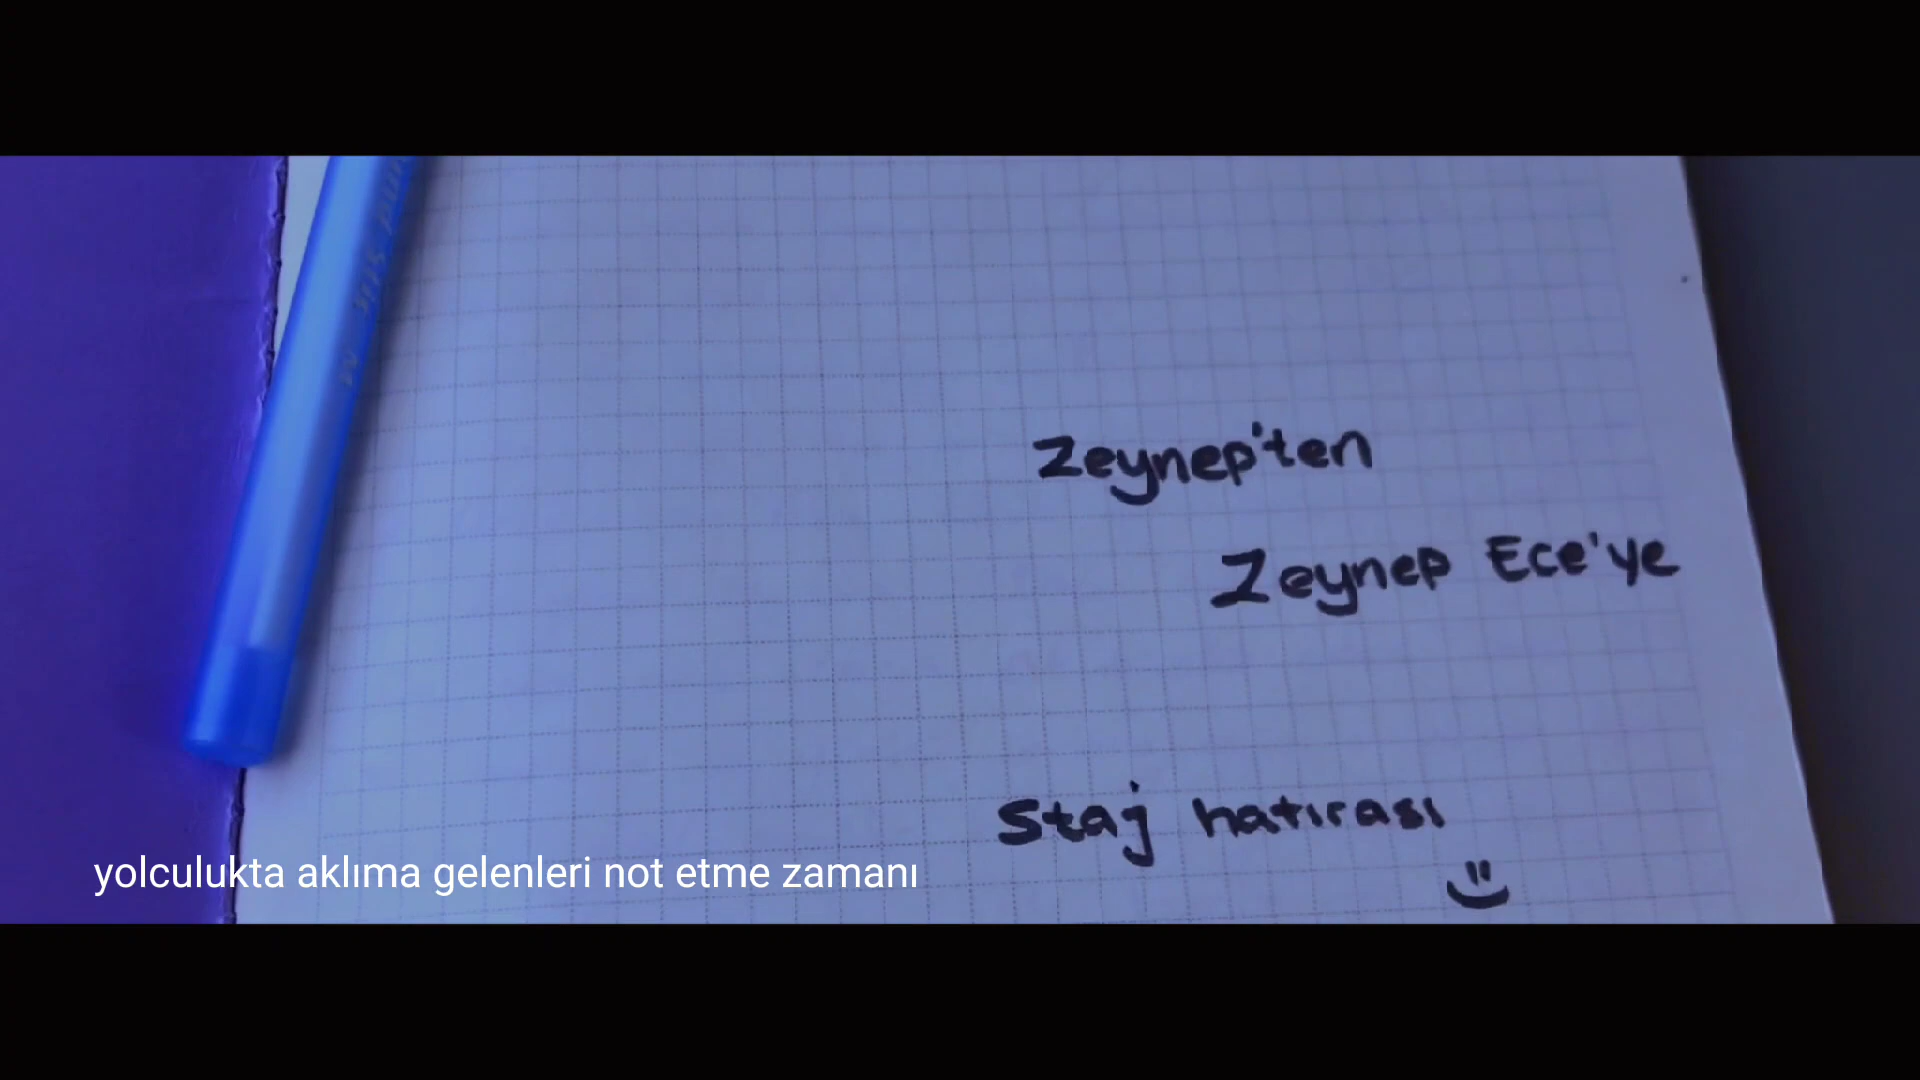 Zeynep'ten
Zeynep Ece'ye
Staj hatırası
yolculukta aklıma gelenleri not etme zamanı